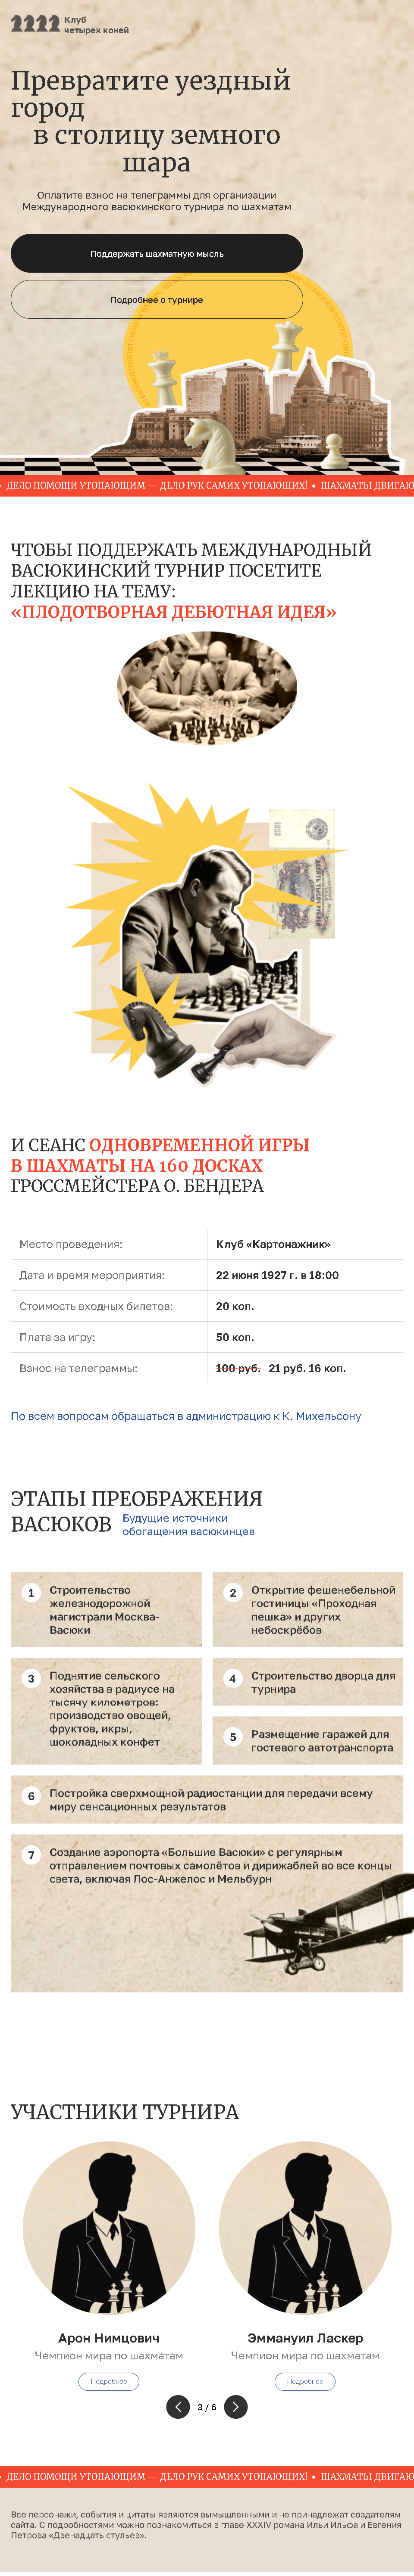 Клуб
четырех коней
Превратите уездный
город
в столицу земного
шара
Оплатите взнос на телеграммы для организации
Международного васюкинского турнира по шахматам
Поддержать шахматную мысль
Подробнее о турнире
ДЕЛО ПОМОЩИ УТОПАЮЩИМ — ДЕЛО РУК САМИХ УТОПАЮЩИХ! • ШАХМАТЫ ДВИГАЮ
ЧТОБЫ ПОДДЕРЖАТЬ МЕЖДУНАРОДНЫЙ
ВАСЮКИНСКИЙ ТУРНИР ПОСЕТИТЕ
ЛЕКЦИЮ НА ТЕМУ:
«ПЛОДОТВОРНАЯ ДЕБЮТНАЯ ИДЕЯ»
И СЕАНС ОДНОВРЕМЕННОЙ ИГРЫ
В ШАХМАТЫ НА 160 ДОСКАХ
ГРОССМЕЙСТЕРА О. БЕНДЕРА
Место проведения: Клуб «Картонажник»
Дата и время мероприятия: 22 июня 1927 г. в 18:00
Стоимость входных билетов: 20 коп.
Плата за игру: 50 коп.
Взнос на телеграммы: 100 руб. 21 руб. 16 коп.
По всем вопросам обращаться в администрацию к К. Михельсону
ЭТАПЫ ПРЕОБРАЖЕНИЯ
ВАСЮКОВ
Будущие источники
обогащения васюкинцев
1 Строительство
железнодорожной
магистрали Москва-
Васюки
2 Открытие фешенебельной
гостиницы «Проходная
пешка» и других
небоскрёбов
3 Поднятие сельского
хозяйства в радиусе на
тысячу километров:
производство овощей,
фруктов, икры,
шоколадных конфет
4 Строительство дворца для
турнира
5 Размещение гаражей для
гостевого автотранспорта
6 Постройка сверхмощной радиостанции для передачи всему
миру сенсационных результатов
7 Создание аэропорта «Большие Васюки» с регулярным
отправлением почтовых самолётов и дирижаблей во все концы
света, включая Лос-Анжелос и Мельбурн
УЧАСТНИКИ ТУРНИРА
Арон Нимцович
Чемпион мира по шахматам
Подробнее
Эммануил Ласкер
Чемпион мира по шахматам
Подробнее
3 / 6
ДЕЛО ПОМОЩИ УТОПАЮЩИМ — ДЕЛО РУК САМИХ УТОПАЮЩИХ! • ШАХМАТЫ ДВИГАЮ
Все персонажи, события и цитаты являются вымышленными и не принадлежат создателям
сайта. С подробностями можно познакомиться в главе XXXIV романа Ильи Ильфа и Евгения
Петрова «Двенадцать стульев».